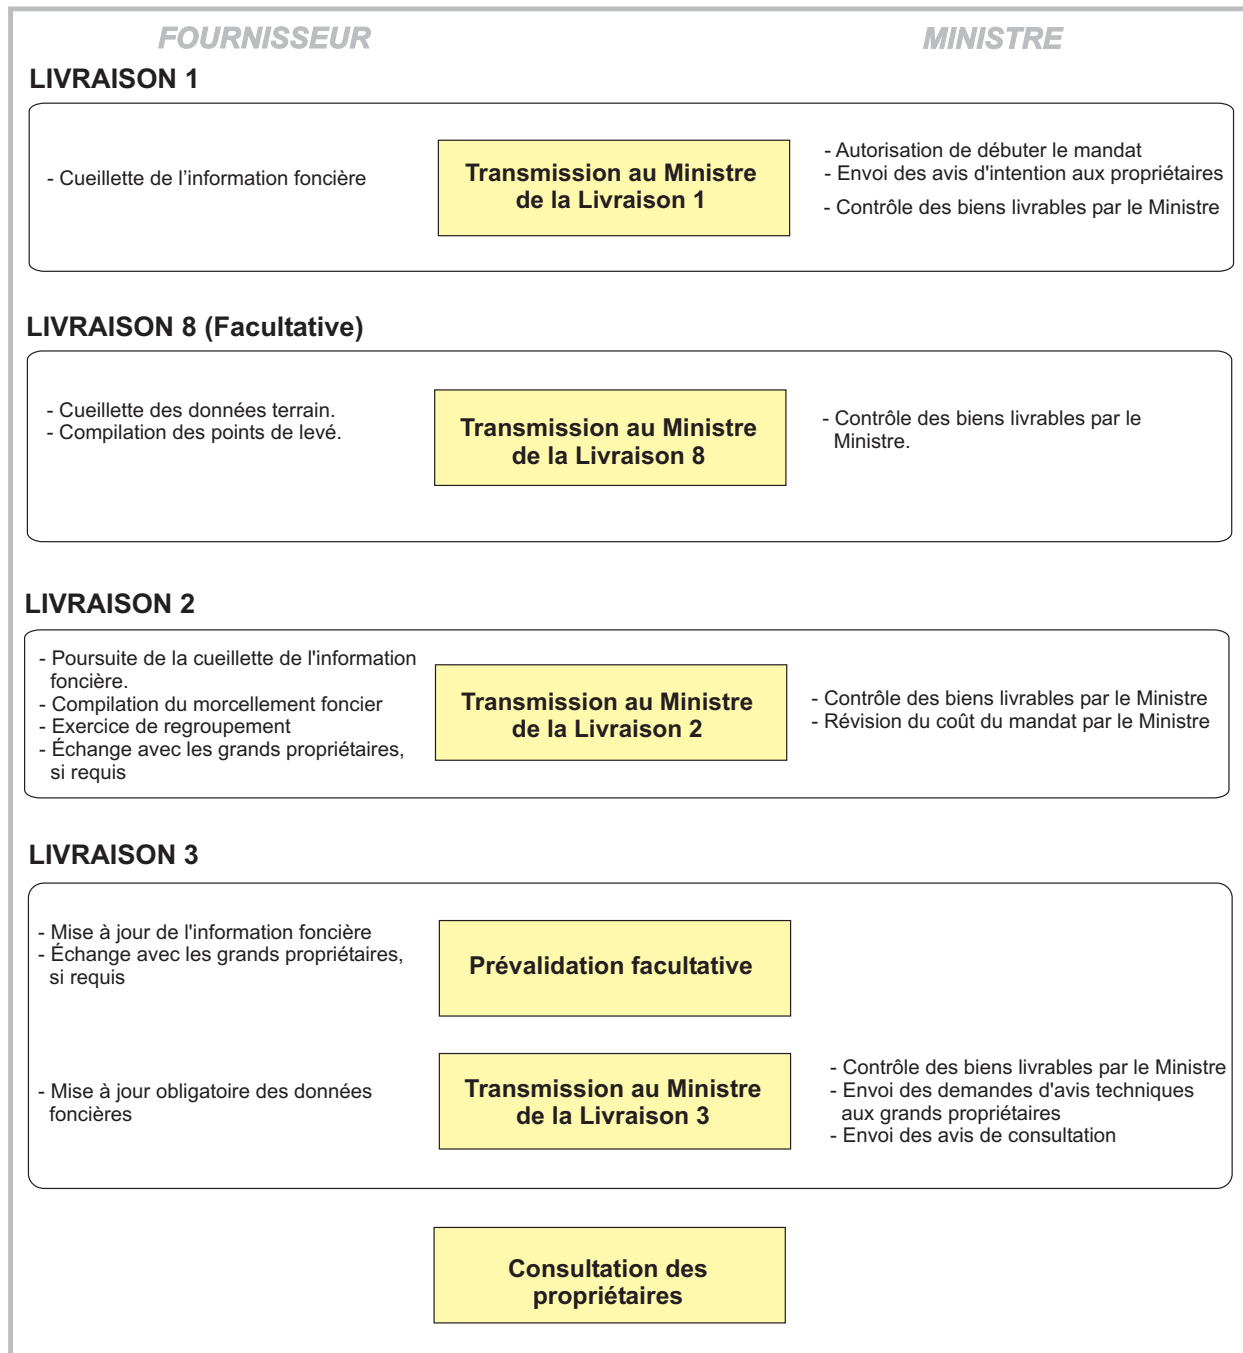 FOURNISSEUR
MINISTRE
LIVRAISON 1
- Cueillette de l’information foncière
Transmission au Ministre
de la Livraison 1
- Autorisation de débuter le mandat
- Envoi des avis d'intention aux propriétaires
- Contrôle des biens livrables par le Ministre
LIVRAISON 8 (Facultative)
- Cueillette des données terrain.
- Compilation des points de levé.
Transmission au Ministre
de la Livraison 8
- Contrôle des biens livrables par le
Ministre.
LIVRAISON 2
- Poursuite de la cueillette de l'information
foncière.
- Compilation du morcellement foncier
- Exercice de regroupement
- Échange avec les grands propriétaires,
si requis
Transmission au Ministre
de la Livraison 2
- Contrôle des biens livrables par le Ministre
- Révision du coût du mandat par le Ministre
LIVRAISON 3
- Mise à jour de l'information foncière
- Échange avec les grands propriétaires,
si requis
Prévalidation facultative
- Mise à jour obligatoire des données
foncières
Transmission au Ministre
de la Livraison 3
- Contrôle des biens livrables par le Ministre
- Envoi des demandes d'avis techniques
aux grands propriétaires
- Envoi des avis de consultation
Consultation des
propriétaires